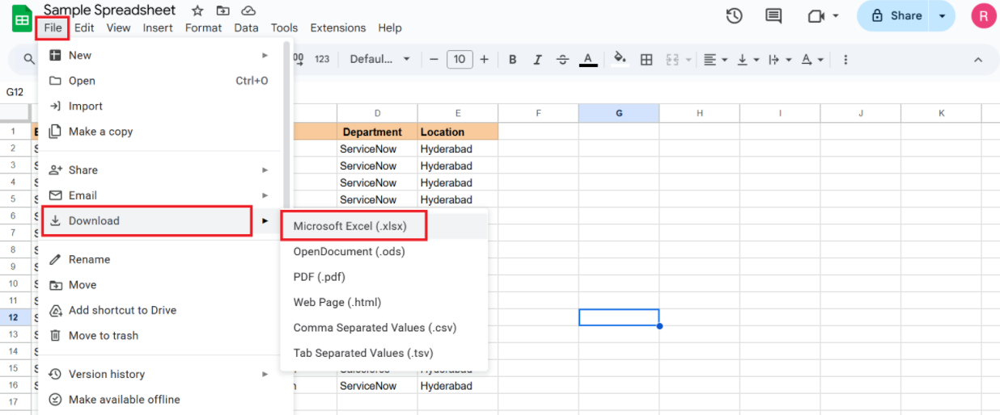 Sample Spreadsheet
File Edit View Insert Format Data Tools Extensions Help
Share
R
00 123 Defaul... 10 B I S A A
G12
D E F G H I J K
New
Open Ctrl+O
Import
Make a copy
Share
Email
Download
Rename
Move
Add shortcut to Drive
Move to trash
Version history
Make available offline
Microsoft Excel (.xlsx)
OpenDocument (.ods)
PDF (.pdf)
Web Page (.html)
Comma Separated Values (.csv)
Tab Separated Values (.tsv)
1 Department Location
2 S ServiceNow Hyderabad
3 S ServiceNow Hyderabad
4 S ServiceNow Hyderabad
5 S ServiceNow Hyderabad
6 S
7 S
8 S
9 S
10 S
11 S
12 S
13 S
14 S
15 S
16 S ServiceNow Hyderabad
17